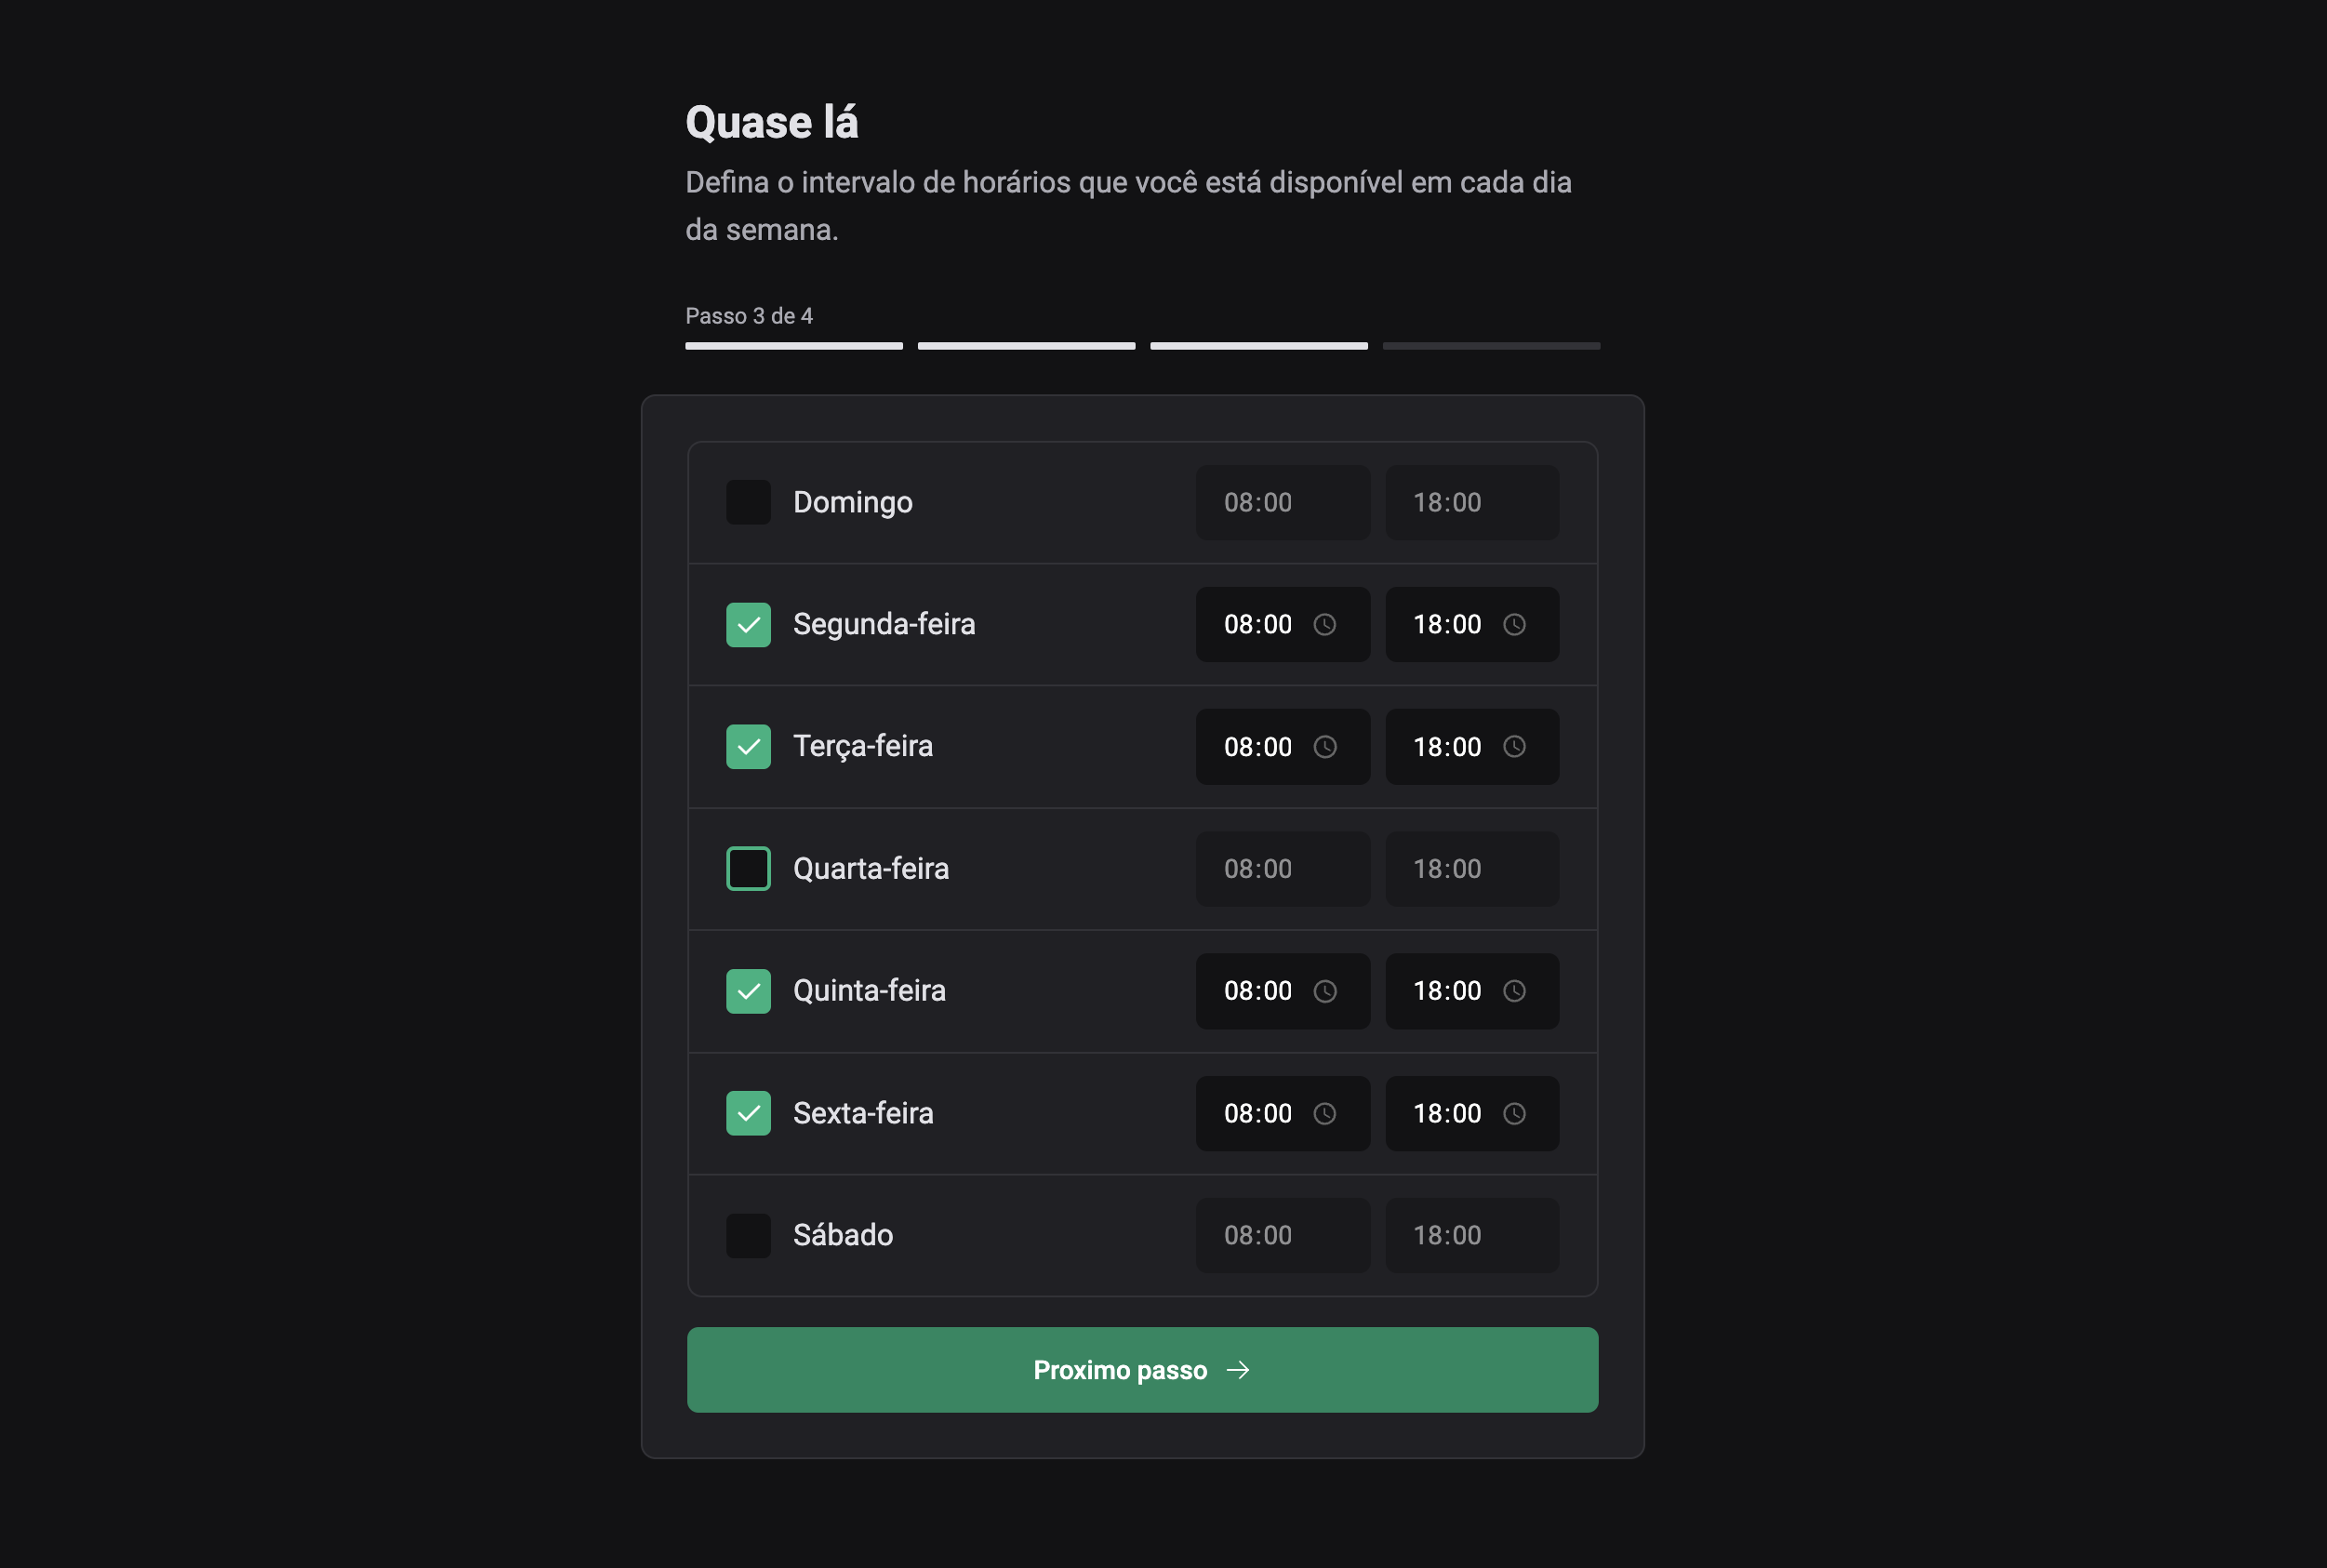 Quase lá
Defina o intervalo de horários que você está disponível em cada dia
da semana.
Passo 3 de 4
Domingo 08:00 18:00
Segunda-feira 08:00 18:00
Terça-feira 08:00 18:00
Quarta-feira 08:00 18:00
Quinta-feira 08:00 18:00
Sexta-feira 08:00 18:00
Sábado 08:00 18:00
Proximo passo